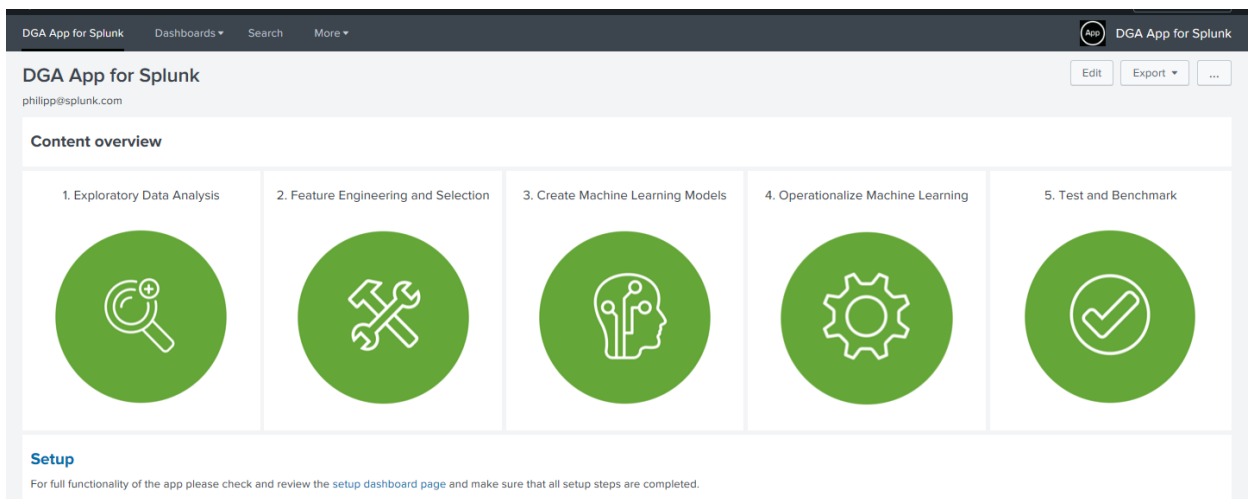 DGA App for Splunk Dashboards Search More App DGA App for Splunk
DGA App for Splunk Edit Export ...
philipp@splunk.com
Content overview
1. Exploratory Data Analysis 2. Feature Engineering and Selection 3. Create Machine Learning Models 4. Operationalize Machine Learning 5. Test and Benchmark
Setup
For full functionality of the app please check and review the setup dashboard page and make sure that all setup steps are completed.